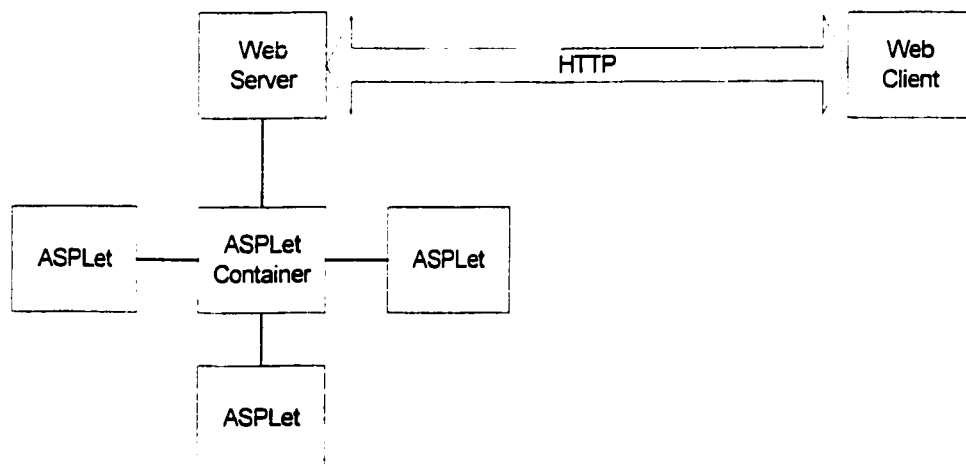 Web
Server
HTTP
Web
Client
ASPLet
ASPLet
Container
ASPLet
ASPLet